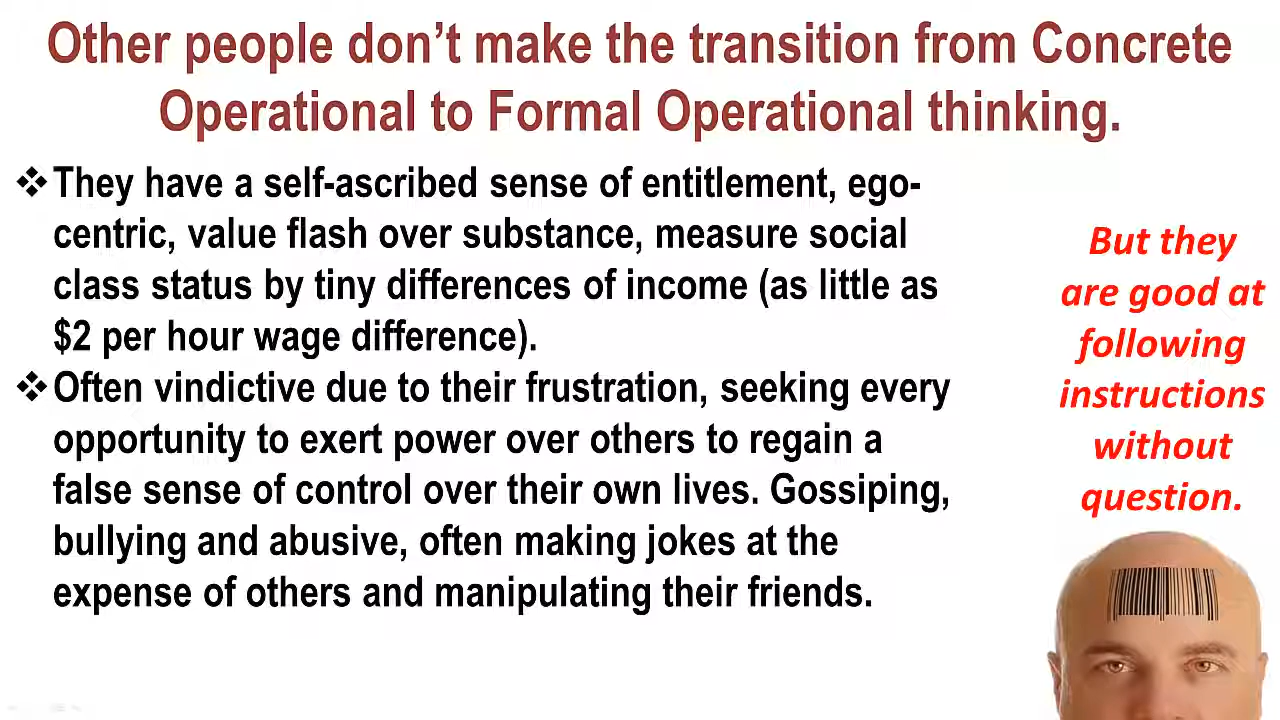 Other people don’t make the transition from Concrete
Operational to Formal Operational thinking.
❖They have a self-ascribed sense of entitlement, ego-
centric, value flash over substance, measure social
class status by tiny differences of income (as little as
$2 per hour wage difference).
❖Often vindictive due to their frustration, seeking every
opportunity to exert power over others to regain a
false sense of control over their own lives. Gossiping,
bullying and abusive, often making jokes at the
expense of others and manipulating their friends.
But they
are good at
following
instructions
without
question.